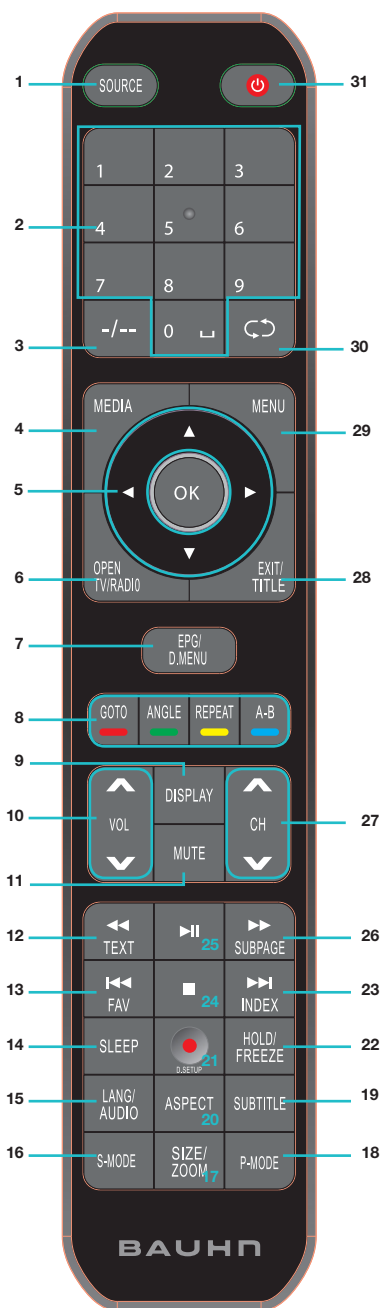 1 SOURCE 31
1 2 3
2 4 5 6
7 8 9
3 -/-- 0 30
4 MEDIA MENU 29
5 OK
6 OPEN TV/RADIO EXIT/ TITLE 28
7 EPG/ D.MENU
8 GOTO ANGLE REPEAT A-B
9 DISPLAY
10 VOL CH 27
11 MUTE
12 TEXT 25 SUBPAGE 26
13 FAV 24 INDEX 23
14 SLEEP 21 D.SETUP HOLD/ FREEZE 22
15 LANG/ AUDIO ASPECT 20 SUBTITLE 19
16 S-MODE SIZE/ ZOOM 17 P-MODE 18
BAUHN